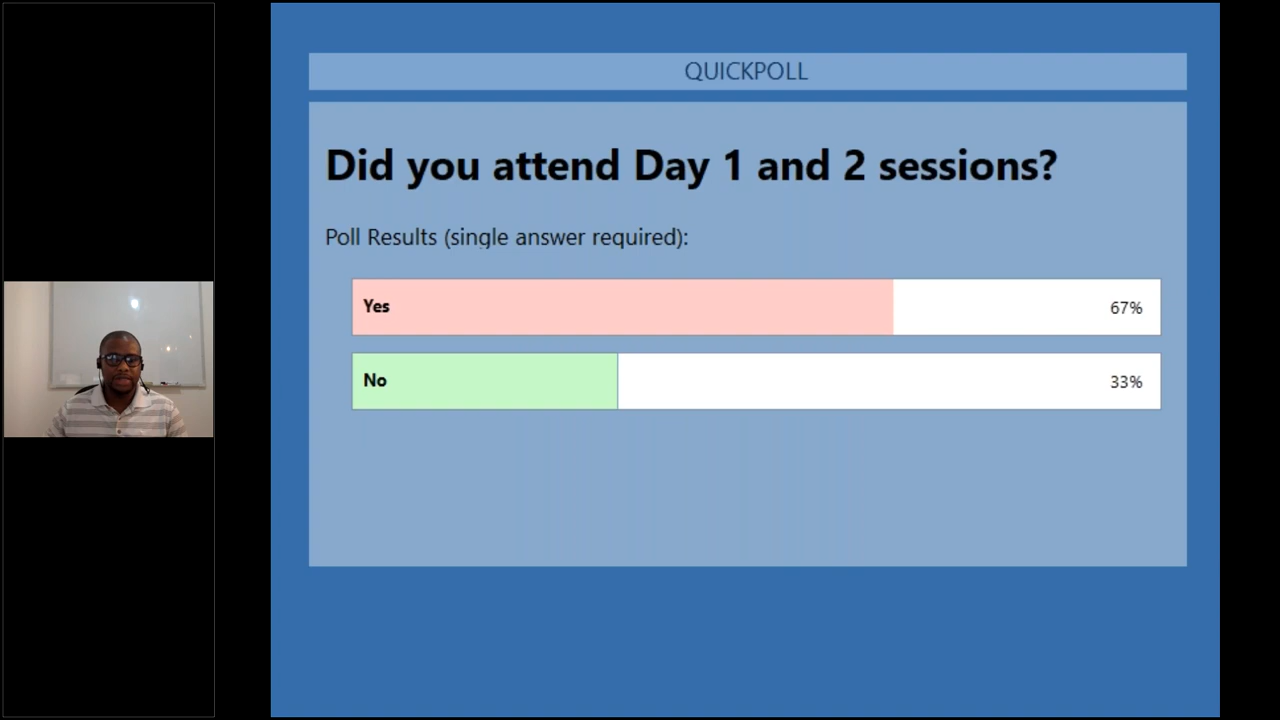 QUICKPOLL
Did you attend Day 1 and 2 sessions?
Poll Results (single answer required):
Yes 67%
No 33%